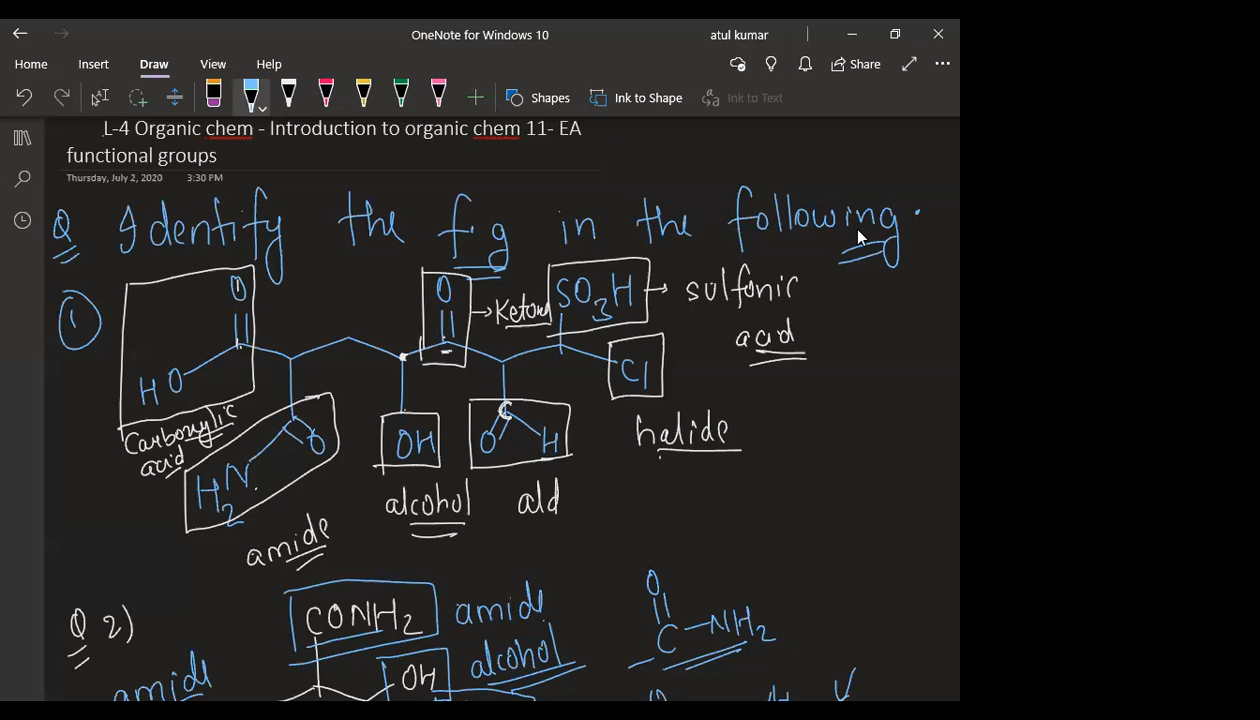 OneNote for Windows 10
atul kumar
Home Insert Draw View Help
Share
Shapes Ink to Shape Ink to Text
L-4 Organic chem - Introduction to organic chem 11- EA
functional groups
Thursday, July 2, 2020 3:30 PM
Q Identify the f.g in the following.
1
O
O
SO3H
sulfonic
acid
Ketone
HO
Cl
Carboxylic
acid
H2N
O
OH
C
O
H
halide
alcohol
ald
amide
Q 2)
CONH2
amide
O
C-NH2
alcohol
OH
amide